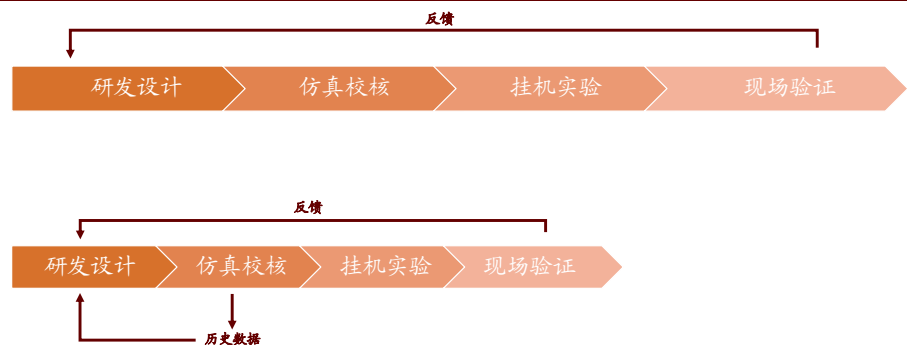 反馈
研发设计 仿真校核 挂机实验 现场验证
反馈
研发设计 仿真校核 挂机实验 现场验证
历史数据